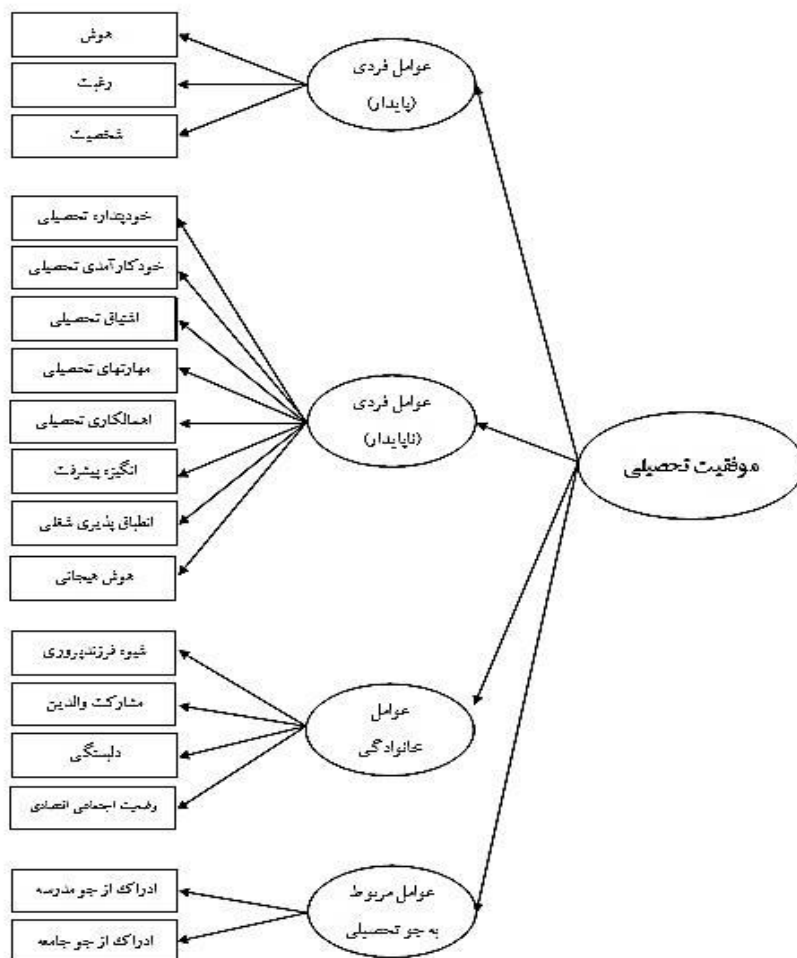 موفقیت تحصیلی
عوامل فردی
(پایدار)
هوش
رغبت
شخصیت
عوامل فردی
(ناپایدار)
خودپنداره تحصیلی
خودکارآمدی تحصیلی
اشتیاق تحصیلی
مهارتهای تحصیلی
اهمالکاری تحصیلی
انگیزه پیشرفت
انطباق پذیری شغلی
هوش هیجانی
عوامل
خانوادگی
شیوه فرزندپروری
مشارکت والدین
دلبستگی
وضعیت اجتماعی اقتصادی
عوامل مربوط
به جو تحصیلی
ادراک از جو مدرسه
ادراک از جو جامعه